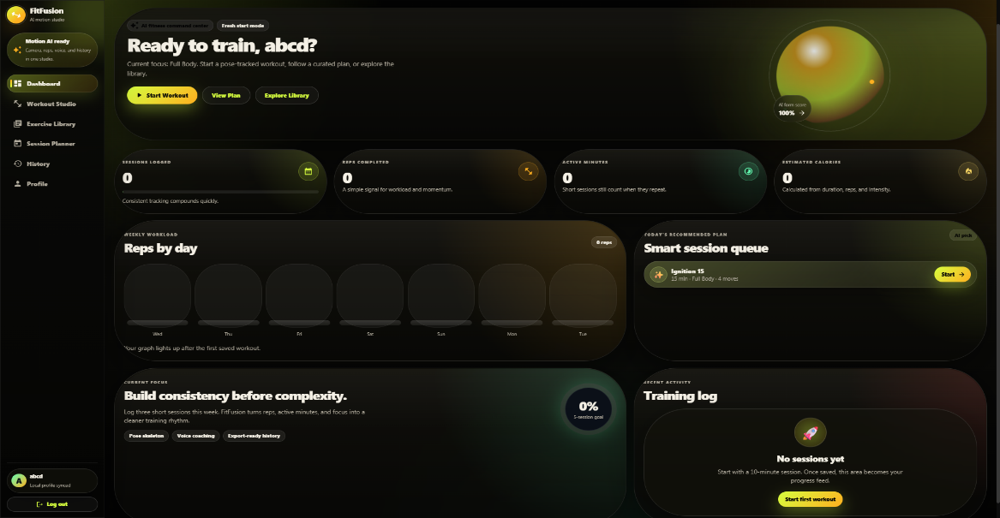 FitFusion
AI motion studio
Motion AI ready
Camera, reps, voice, and history
in one studio.
Dashboard
Workout Studio
Exercise Library
Session Planner
History
Profile
abcd
A
Local profile synced
Log out
AI fitness command center
Fresh start mode
Ready to train, abcd?
Current focus: Full Body. Start a pose-tracked workout, follow a curated plan, or explore the
library.
Start Workout
View Plan
Explore Library
AI form score
100%
SESSIONS LOGGED
0
Consistent tracking compounds quickly.
REPS COMPLETED
0
A simple signal for workload and momentum.
ACTIVE MINUTES
0
Short sessions still count when they repeat.
ESTIMATED CALORIES
0
Calculated from duration, reps, and intensity.
WEEKLY WORKLOAD
Reps by day
0 reps
Wed
Thu
Fri
Sat
Sun
Mon
Tue
Your graph lights up after the first saved workout.
TODAY'S RECOMMENDED PLAN
Smart session queue
AI pick
Ignition 15
15 min · Full Body · 4 moves
Start
CURRENT FOCUS
Build consistency before complexity.
Log three short sessions this week. FitFusion turns reps, active minutes, and focus into a
cleaner training rhythm.
Pose skeleton
Voice coaching
Export-ready history
0%
5-session goal
RECENT ACTIVITY
Training log
No sessions yet
Start with a 10-minute session. Once saved, this area becomes your
progress feed.
Start first workout